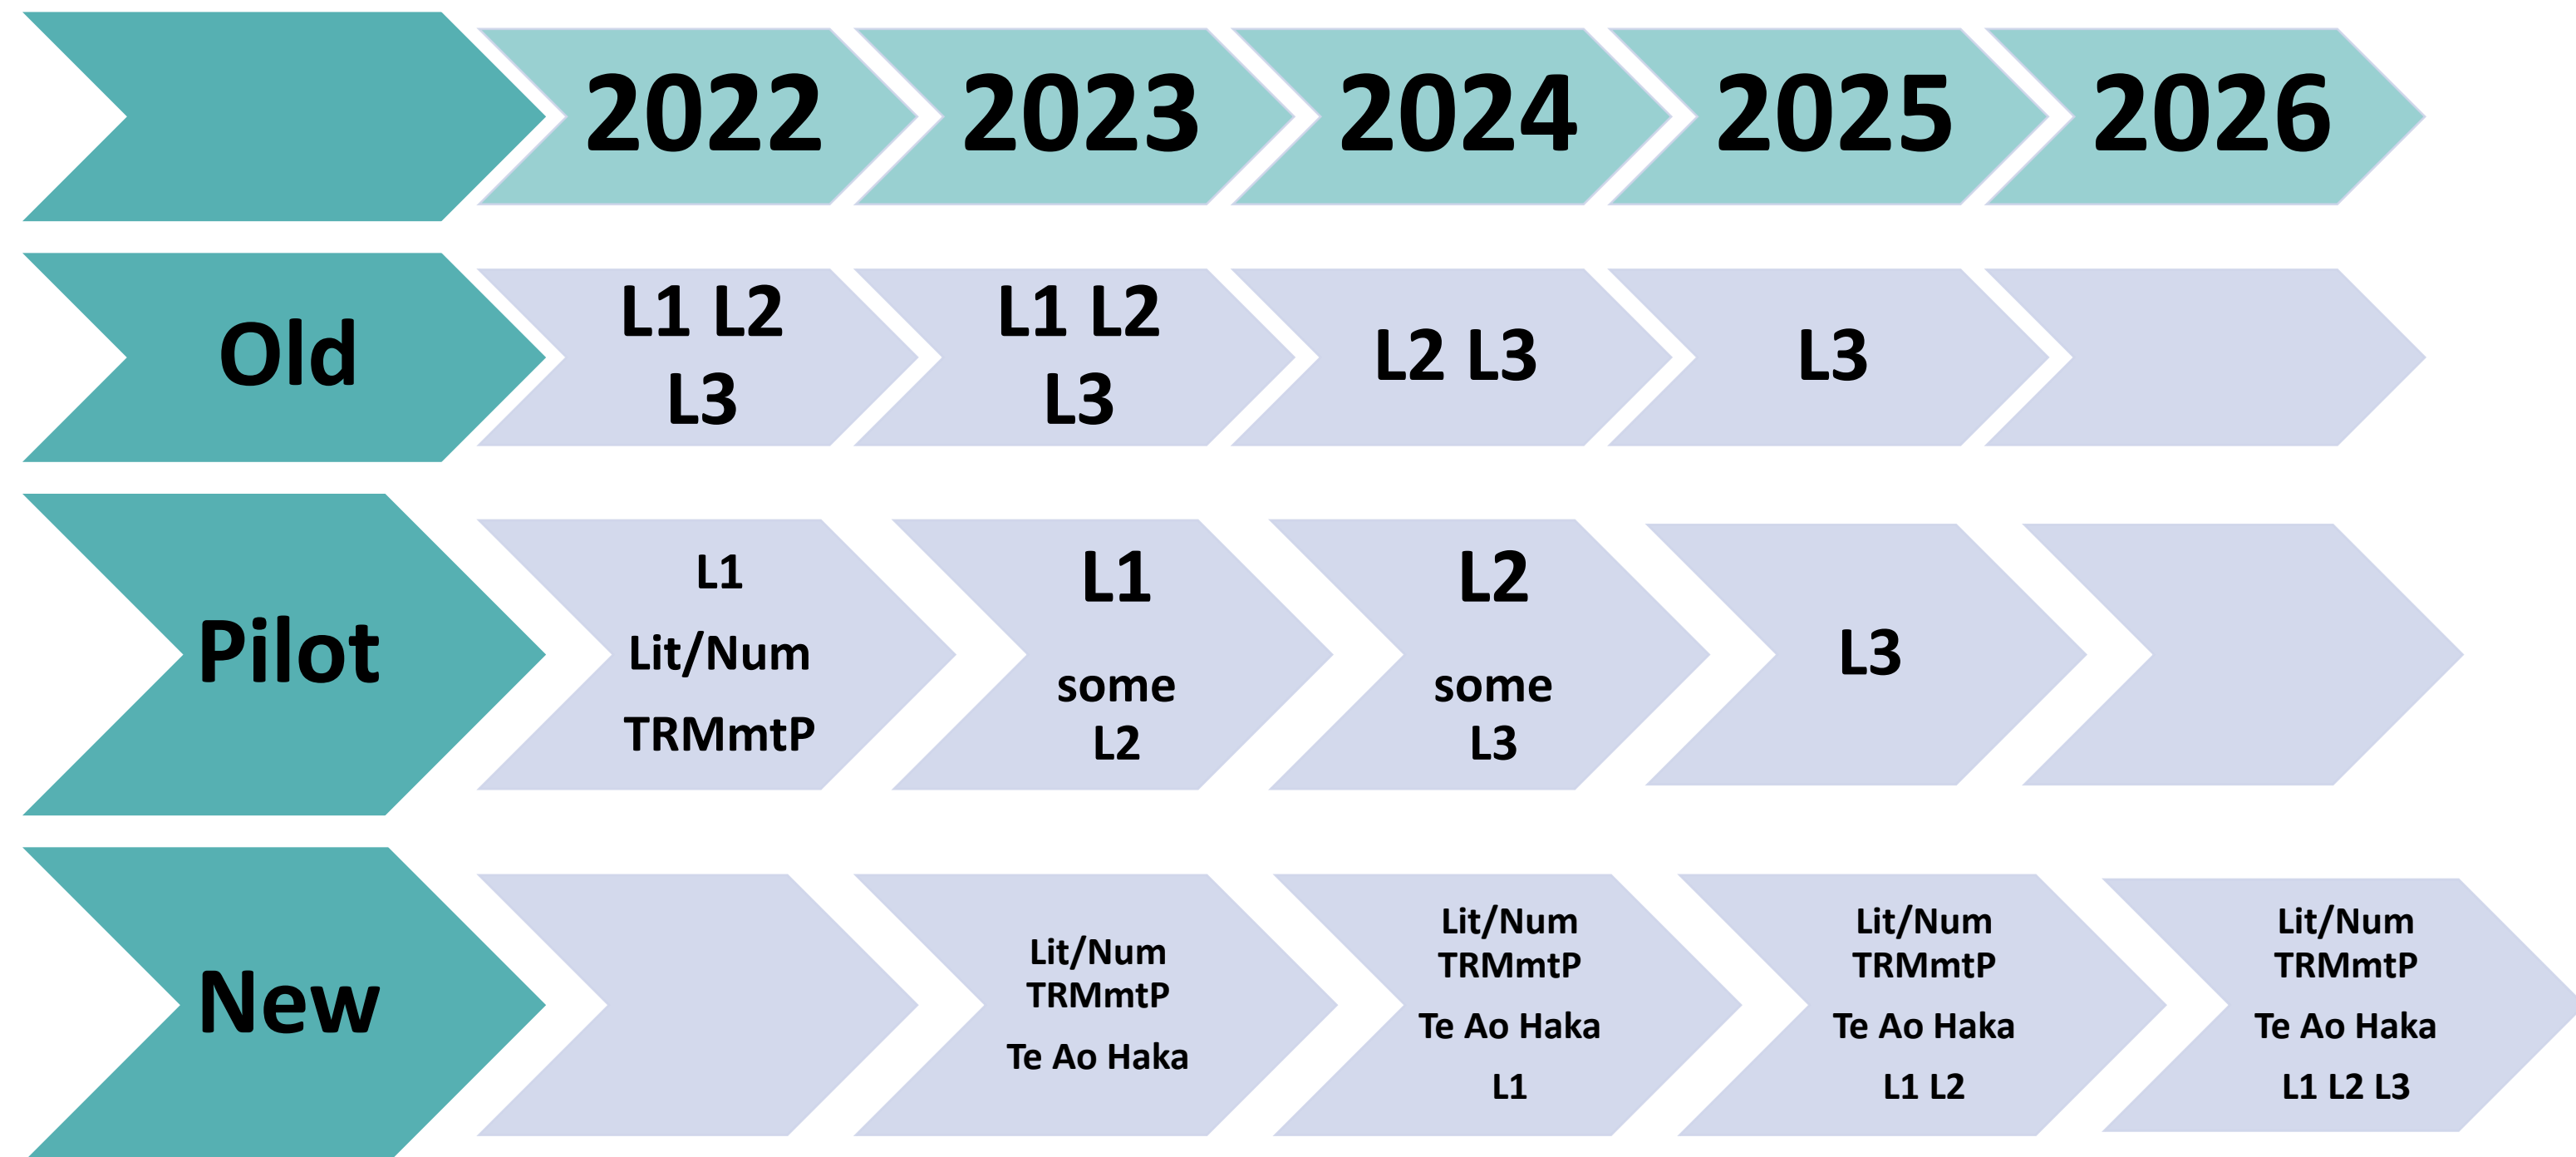 2022 2023 2024 2025 2026
Old
L1 L2
L3
L1 L2
L3
L2 L3
L3
Pilot
L1
Lit/Num
TRMmtP
L1
some
L2
L2
some
L3
L3
New
Lit/Num
TRMmtP
Te Ao Haka
Lit/Num
TRMmtP
Te Ao Haka
L1
Lit/Num
TRMmtP
Te Ao Haka
L1 L2
Lit/Num
TRMmtP
Te Ao Haka
L1 L2 L3